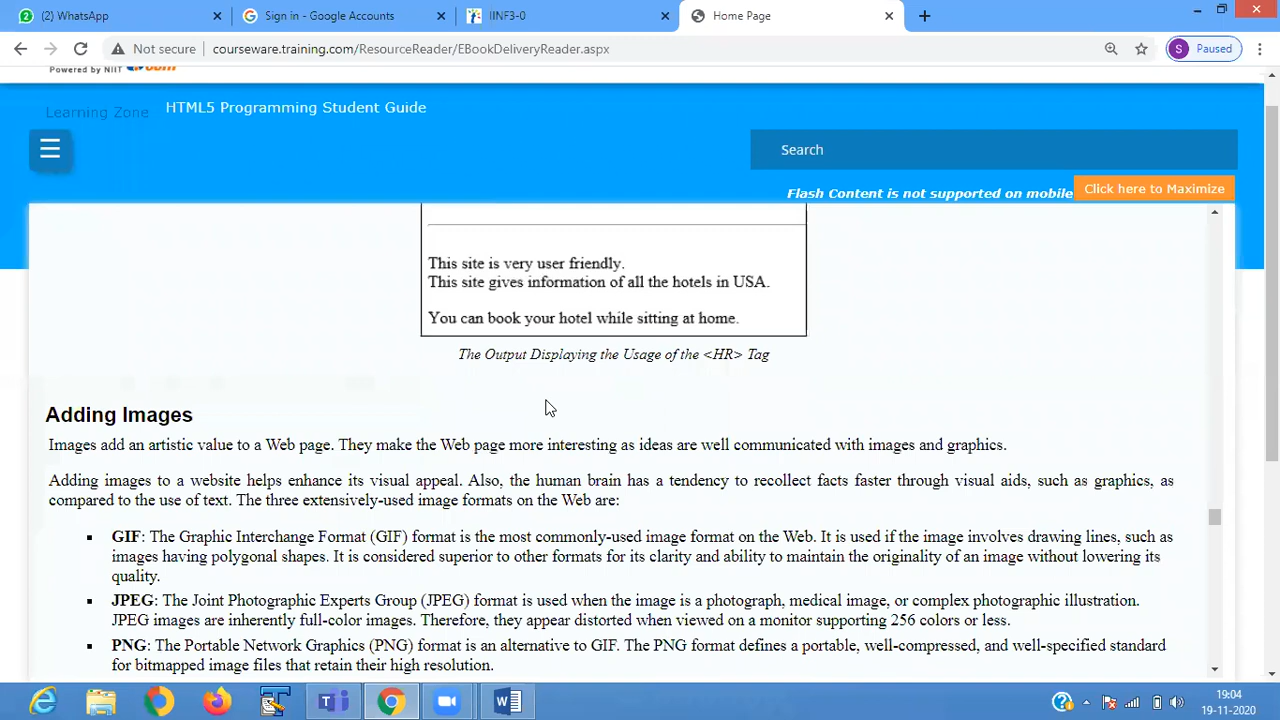 (2) WhatsApp
Sign in - Google Accounts
IINF3-0
Home Page
Not secure
courseware.training.com/ResourceReader/EBookDeliveryReader.aspx
S Paused
Powered by NIIT
Learning Zone
HTML5 Programming Student Guide
Search
Flash Content is not supported on mobile
Click here to Maximize
This site is very user friendly.
This site gives information of all the hotels in USA.
You can book your hotel while sitting at home.
The Output Displaying the Usage of the <HR> Tag
Adding Images
Images add an artistic value to a Web page. They make the Web page more interesting as ideas are well communicated with images and graphics.
Adding images to a website helps enhance its visual appeal. Also, the human brain has a tendency to recollect facts faster through visual aids, such as graphics, as
compared to the use of text. The three extensively-used image formats on the Web are:
GIF: The Graphic Interchange Format (GIF) format is the most commonly-used image format on the Web. It is used if the image involves drawing lines, such as
images having polygonal shapes. It is considered superior to other formats for its clarity and ability to maintain the originality of an image without lowering its
quality.
JPEG: The Joint Photographic Experts Group (JPEG) format is used when the image is a photograph, medical image, or complex photographic illustration.
JPEG images are inherently full-color images. Therefore, they appear distorted when viewed on a monitor supporting 256 colors or less.
PNG: The Portable Network Graphics (PNG) format is an alternative to GIF. The PNG format defines a portable, well-compressed, and well-specified standard
for bitmapped image files that retain their high resolution.
19:04
19-11-2020